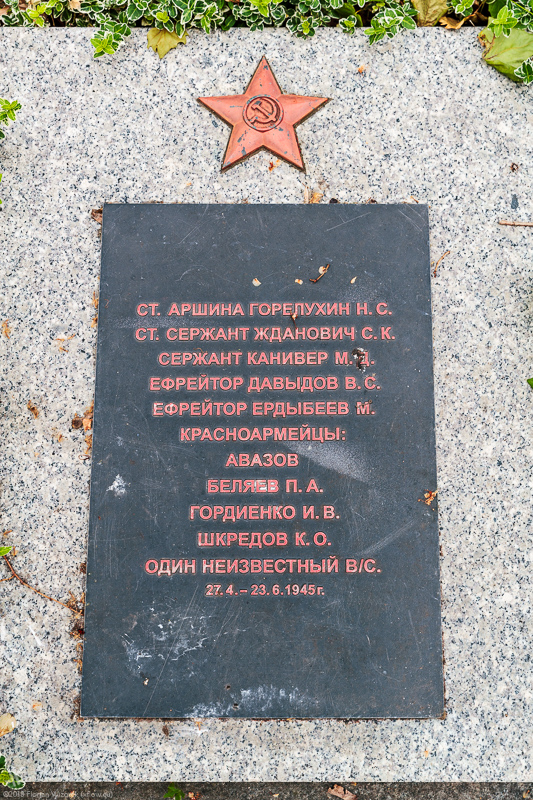 СТ. АРШИНА ГОРЕЛУХИН Н. С.
СТ. СЕРЖАНТ ЖДАНОВИЧ С. К.
СЕРЖАНТ КАНИВЕР М. Д.
ЕФРЕЙТОР ДАВЫДОВ В. С.
ЕФРЕЙТОР ЕРДЫБЕЕВ М.
КРАСНОАРМЕЙЦЫ:
АВАЗОВ
БЕЛЯЕВ П. А.
ГОРДИЕНКО И. В.
ШКРЕДОВ К. О.
ОДИН НЕИЗВЕСТНЫЙ В/С.
27. 4. – 23. 6. 1945 г.